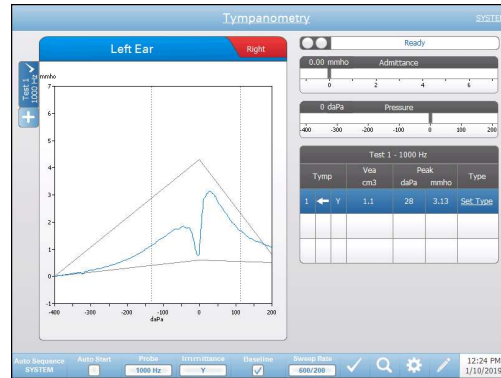 Tympanometry
SYSTE
Left Ear
Right
Ready
Test 1
1000 Hz
mmho
7
6
5
4
3
2
1
0
-1
-400 -300 -200 -100 0 100 200
daPa
0.00 mmho Admittance
0 2 4 6
0 daPa Pressure
-400 -300 -200 -100 0 100 200
Test 1 - 1000 Hz
Tymp Vea cm3 Peak daPa mmho Type
1 Y 1.1 28 3.13 Set Type
Auto Sequence Auto Start Probe Immittance Baseline Sweep Rate
SYSTEM 1000 Hz Y 600/200
12:24 PM
1/10/2019